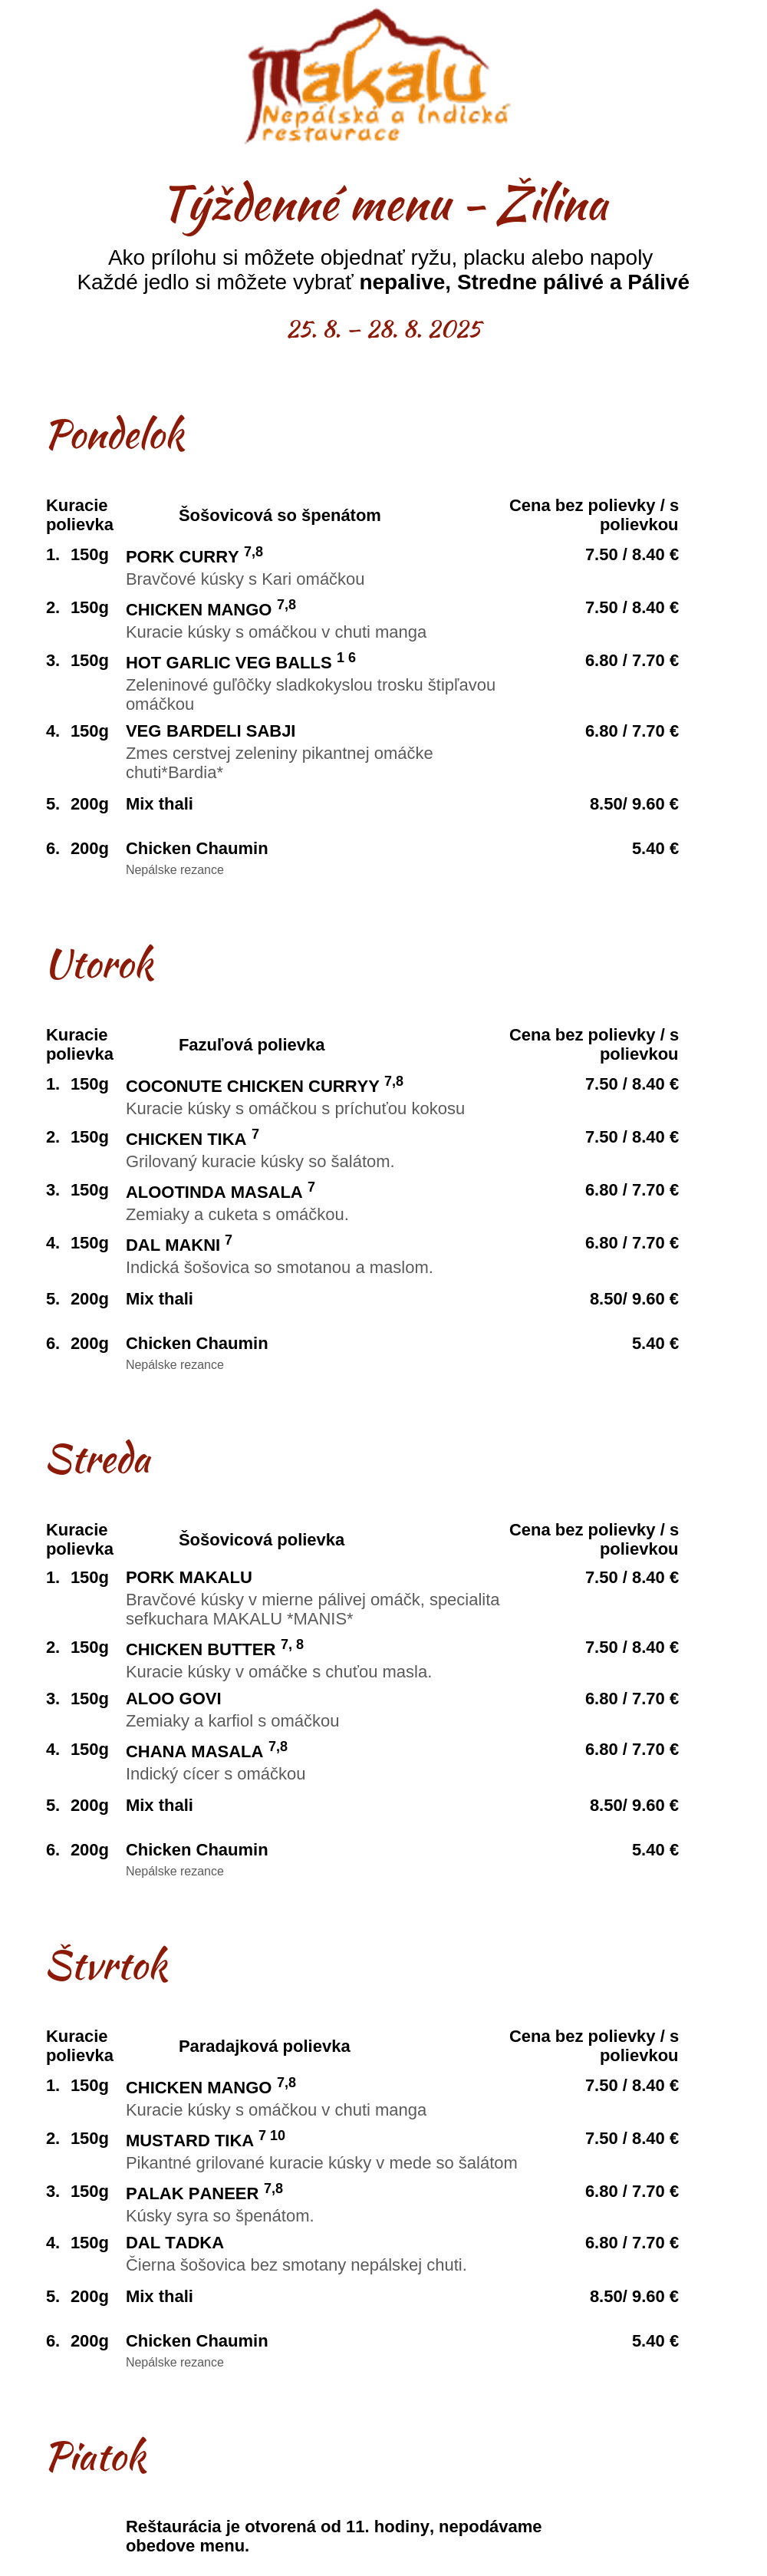 Makalu
Nepálská a Indická
restaurace
Týždenné menu - Žilina
Ako prílohu si môžete objednať ryžu, placku alebo napoly
Každé jedlo si môžete vybrať nepalive, Stredne pálivé a Pálivé
25. 8. – 28. 8. 2025
Pondelok
Kuracie
polievka
Šošovicová so špenátom
Cena bez polievky / s
polievkou
1. 150g PORK CURRY 7,8 7.50 / 8.40 €
Bravčové kúsky s Kari omáčkou
2. 150g CHICKEN MANGO 7,8 7.50 / 8.40 €
Kuracie kúsky s omáčkou v chuti manga
3. 150g HOT GARLIC VEG BALLS 1 6 6.80 / 7.70 €
Zeleninové guľôčky sladkokyslou trosku štipľavou
omáčkou
4. 150g VEG BARDELI SABJI 6.80 / 7.70 €
Zmes cerstvej zeleniny pikantnej omáčke
chuti*Bardia*
5. 200g Mix thali 8.50/ 9.60 €
6. 200g Chicken Chaumin 5.40 €
Nepálske rezance
Utorok
Kuracie
polievka
Fazuľová polievka
Cena bez polievky / s
polievkou
1. 150g COCONUTE CHICKEN CURRYY 7,8 7.50 / 8.40 €
Kuracie kúsky s omáčkou s príchuťou kokosu
2. 150g CHICKEN TIKA 7 7.50 / 8.40 €
Grilovaný kuracie kúsky so šalátom.
3. 150g ALOOTINDA MASALA 7 6.80 / 7.70 €
Zemiaky a cuketa s omáčkou.
4. 150g DAL MAKNI 7 6.80 / 7.70 €
Indická šošovica so smotanou a maslom.
5. 200g Mix thali 8.50/ 9.60 €
6. 200g Chicken Chaumin 5.40 €
Nepálske rezance
Streda
Kuracie
polievka
Šošovicová polievka
Cena bez polievky / s
polievkou
1. 150g PORK MAKALU 7.50 / 8.40 €
Bravčové kúsky v mierne pálivej omáčk, specialita
sefkuchara MAKALU *MANIS*
2. 150g CHICKEN BUTTER 7, 8 7.50 / 8.40 €
Kuracie kúsky v omáčke s chuťou masla.
3. 150g ALOO GOVI 6.80 / 7.70 €
Zemiaky a karfiol s omáčkou
4. 150g CHANA MASALA 7,8 6.80 / 7.70 €
Indický cícer s omáčkou
5. 200g Mix thali 8.50/ 9.60 €
6. 200g Chicken Chaumin 5.40 €
Nepálske rezance
Štvrtok
Kuracie
polievka
Paradajková polievka
Cena bez polievky / s
polievkou
1. 150g CHICKEN MANGO 7,8 7.50 / 8.40 €
Kuracie kúsky s omáčkou v chuti manga
2. 150g MUSTARD TIKA 7 10 7.50 / 8.40 €
Pikantné grilované kuracie kúsky v mede so šalátom
3. 150g PALAK PANEER 7,8 6.80 / 7.70 €
Kúsky syra so špenátom.
4. 150g DAL TADKA 6.80 / 7.70 €
Čierna šošovica bez smotany nepálskej chuti.
5. 200g Mix thali 8.50/ 9.60 €
6. 200g Chicken Chaumin 5.40 €
Nepálske rezance
Piatok
Reštaurácia je otvorená od 11. hodiny, nepodávame
obedove menu.